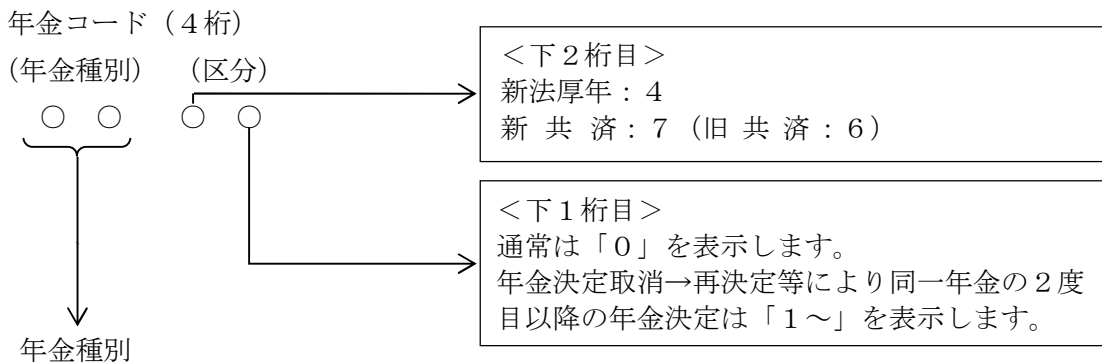 年金コード（４桁）
（年金種別） （区分）
○ ○ ○ ○
年金種別
＜下２桁目＞
新法厚年：４
新 共 済：７（旧 共 済：６）
＜下１桁目＞
通常は「０」を表示します。
年金決定取消→再決定等により同一年金の２度
目以降の年金決定は「１～」を表示します。